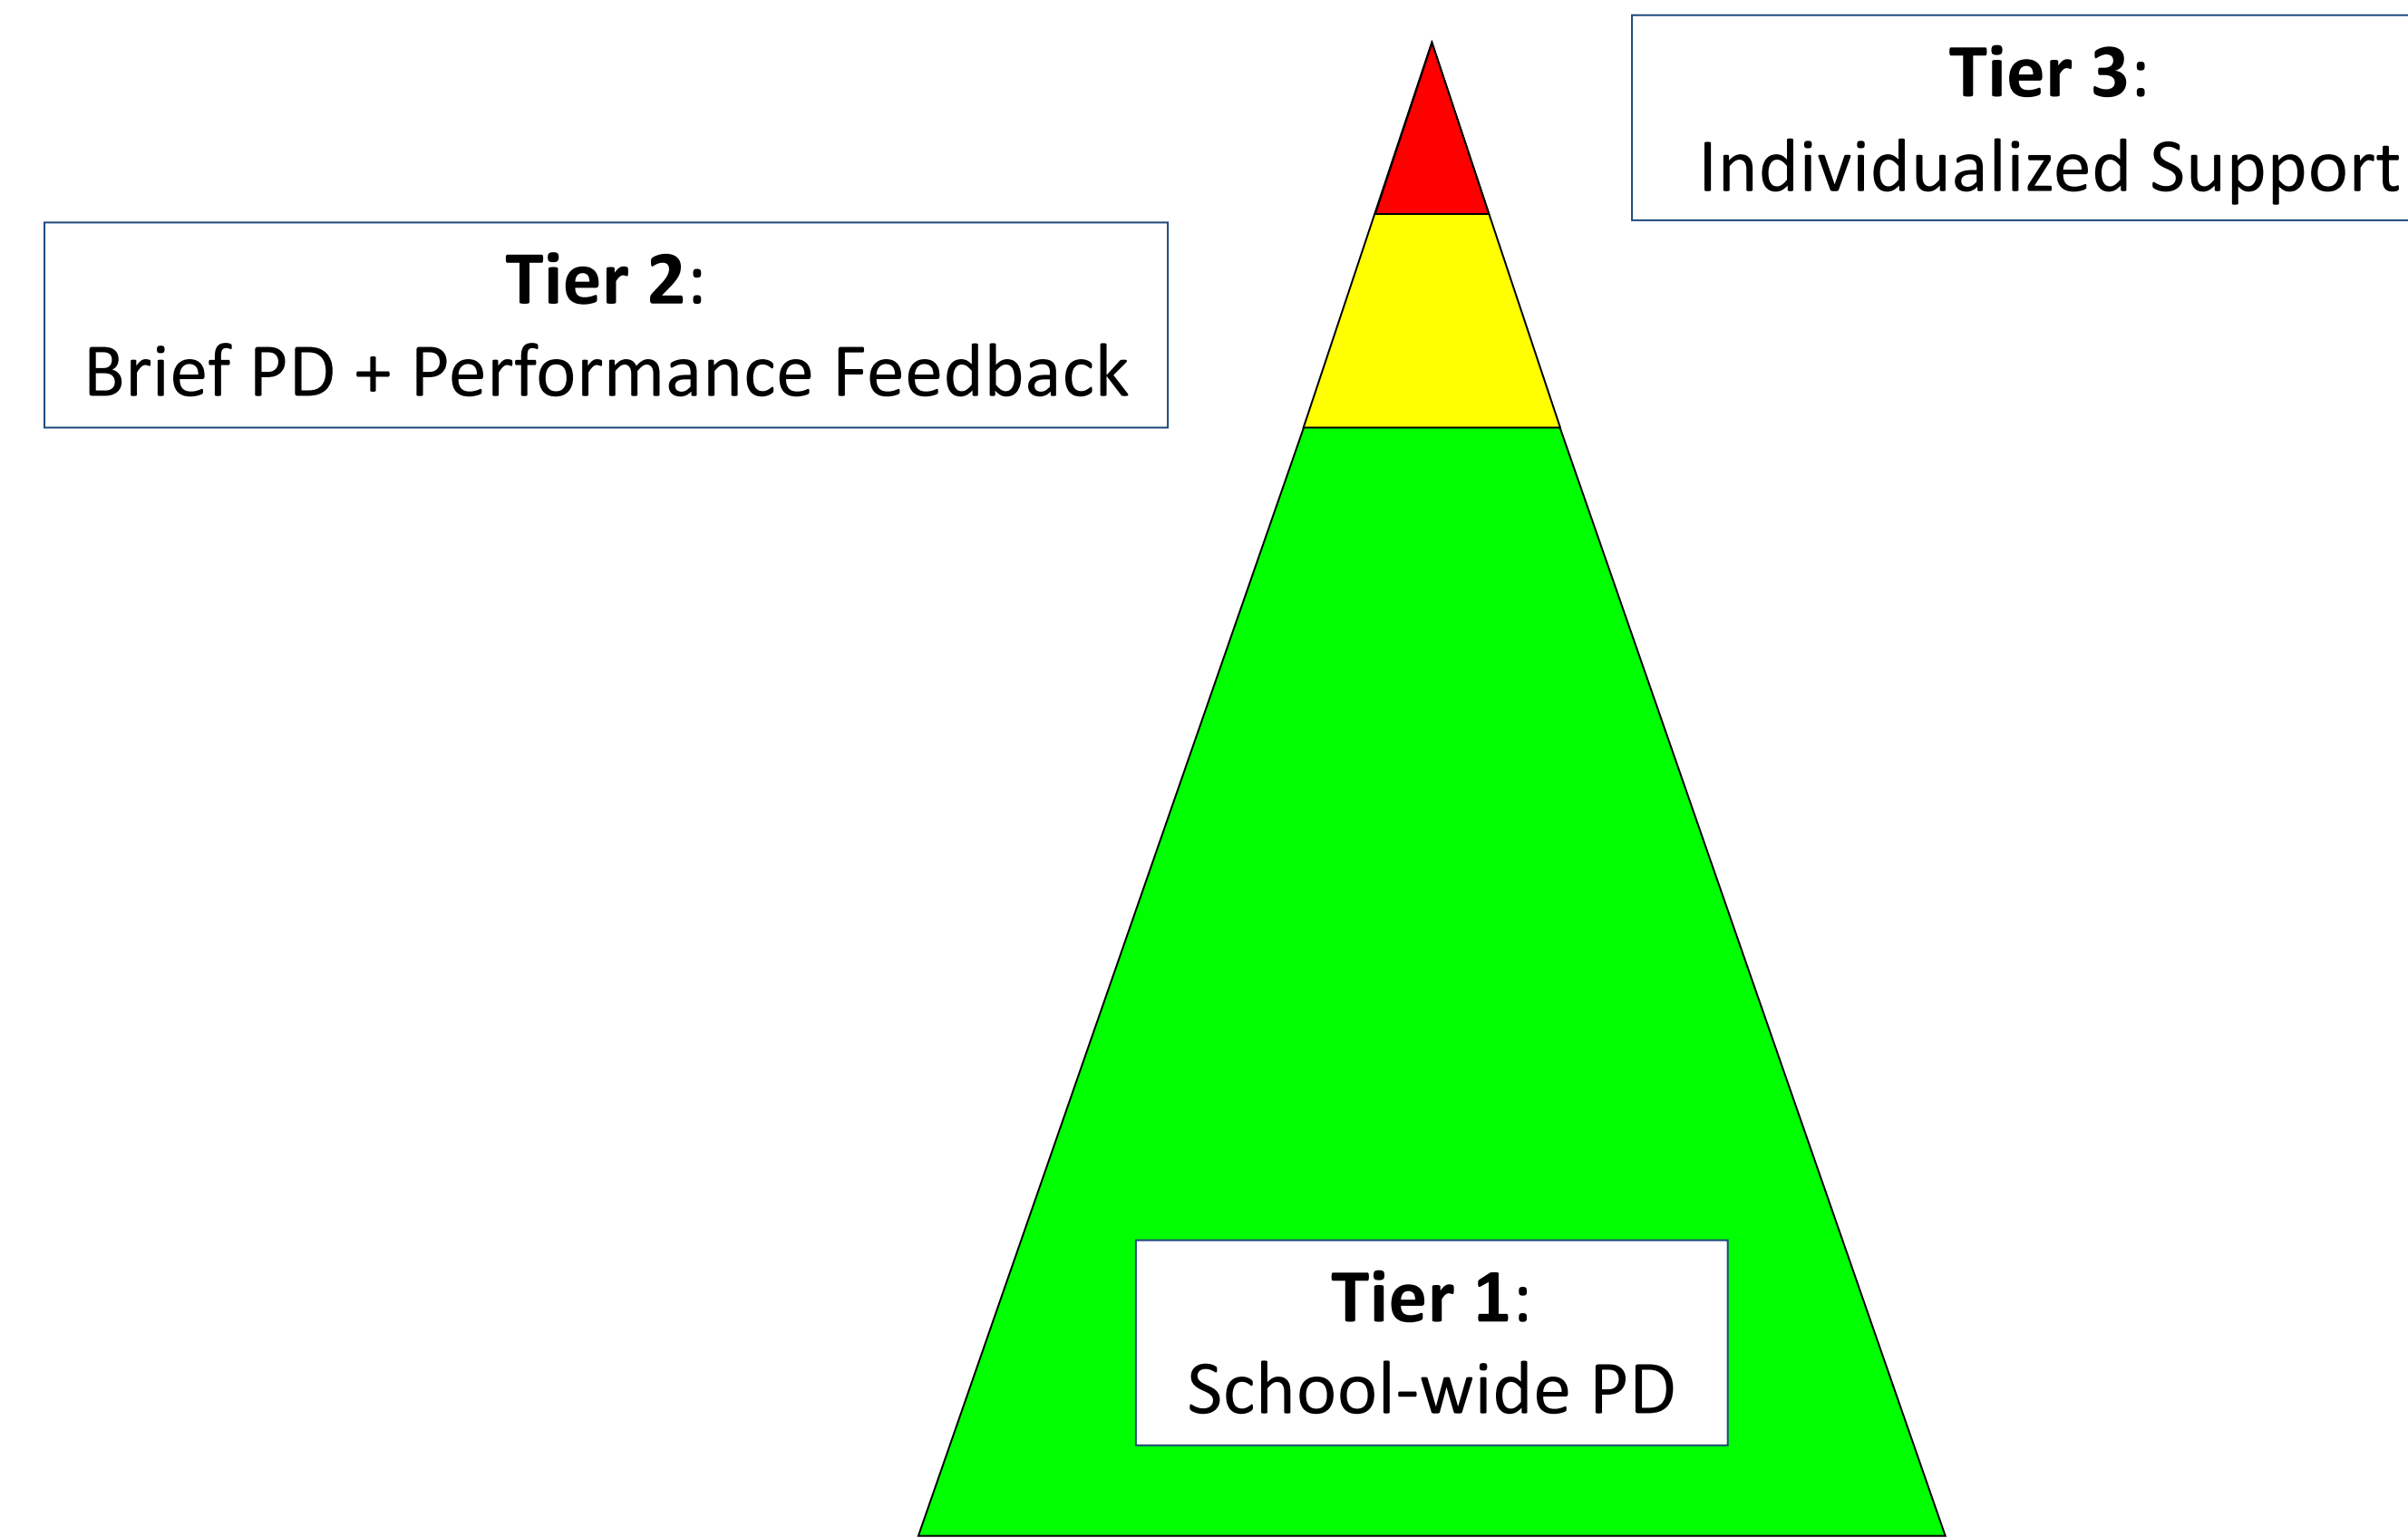 Tier 3:
Individualized Support
Tier 2:
Brief PD + Performance Feedback
Tier 1:
School-wide PD